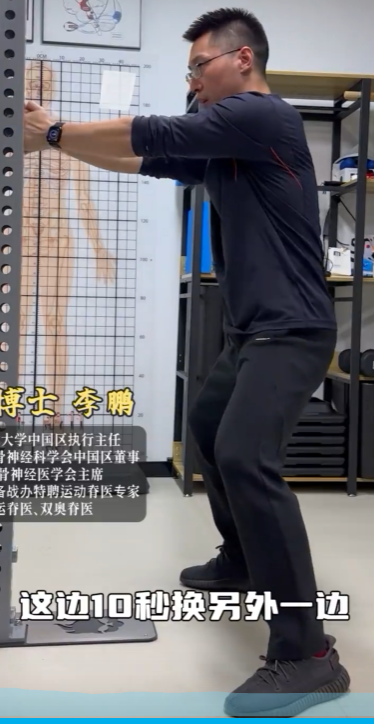 博士 李鹏
大学中国区执行主任
骨神经科学会中国区董事
骨神经医学会主席
备战办特聘运动脊医专家
运脊医、双奥脊医
这边10秒换另外一边